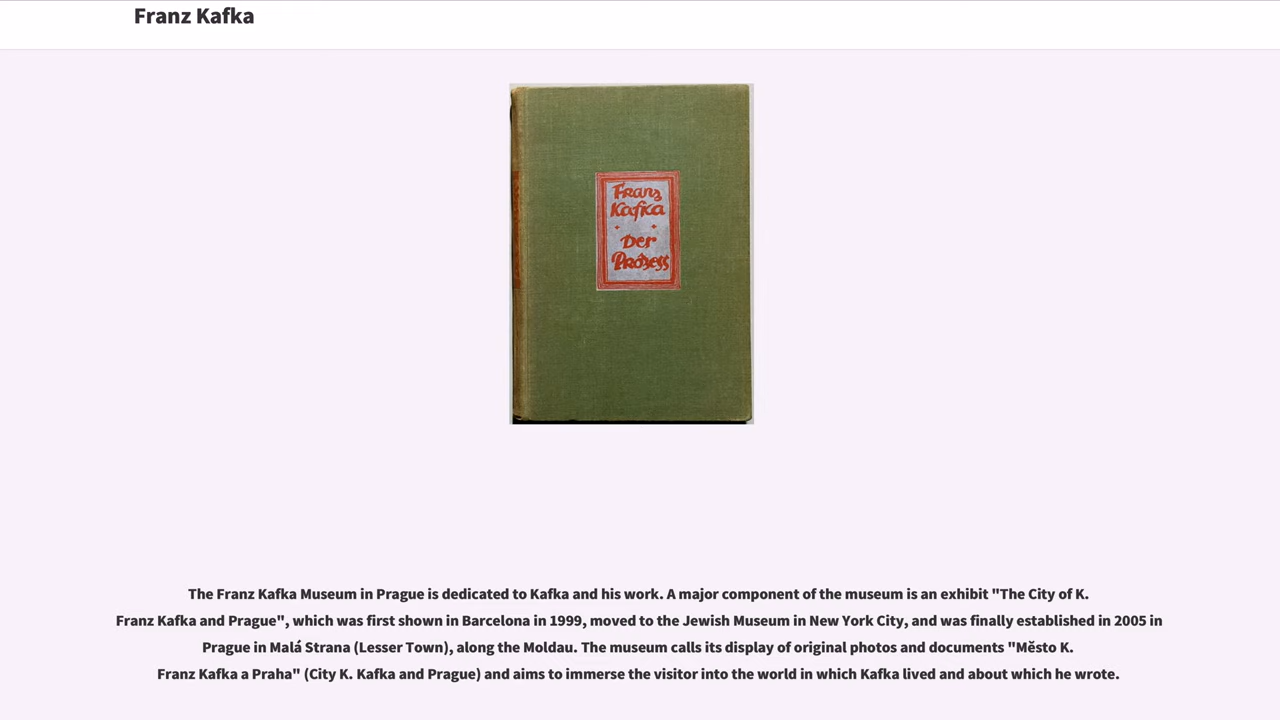 Franz Kafka
Franz
Kafka
Der
Prozess
The Franz Kafka Museum in Prague is dedicated to Kafka and his work. A major component of the museum is an exhibit "The City of K.
Franz Kafka and Prague", which was first shown in Barcelona in 1999, moved to the Jewish Museum in New York City, and was finally established in 2005 in
Prague in Malá Strana (Lesser Town), along the Moldau. The museum calls its display of original photos and documents "Město K.
Franz Kafka a Praha" (City K. Kafka and Prague) and aims to immerse the visitor into the world in which Kafka lived and about which he wrote.